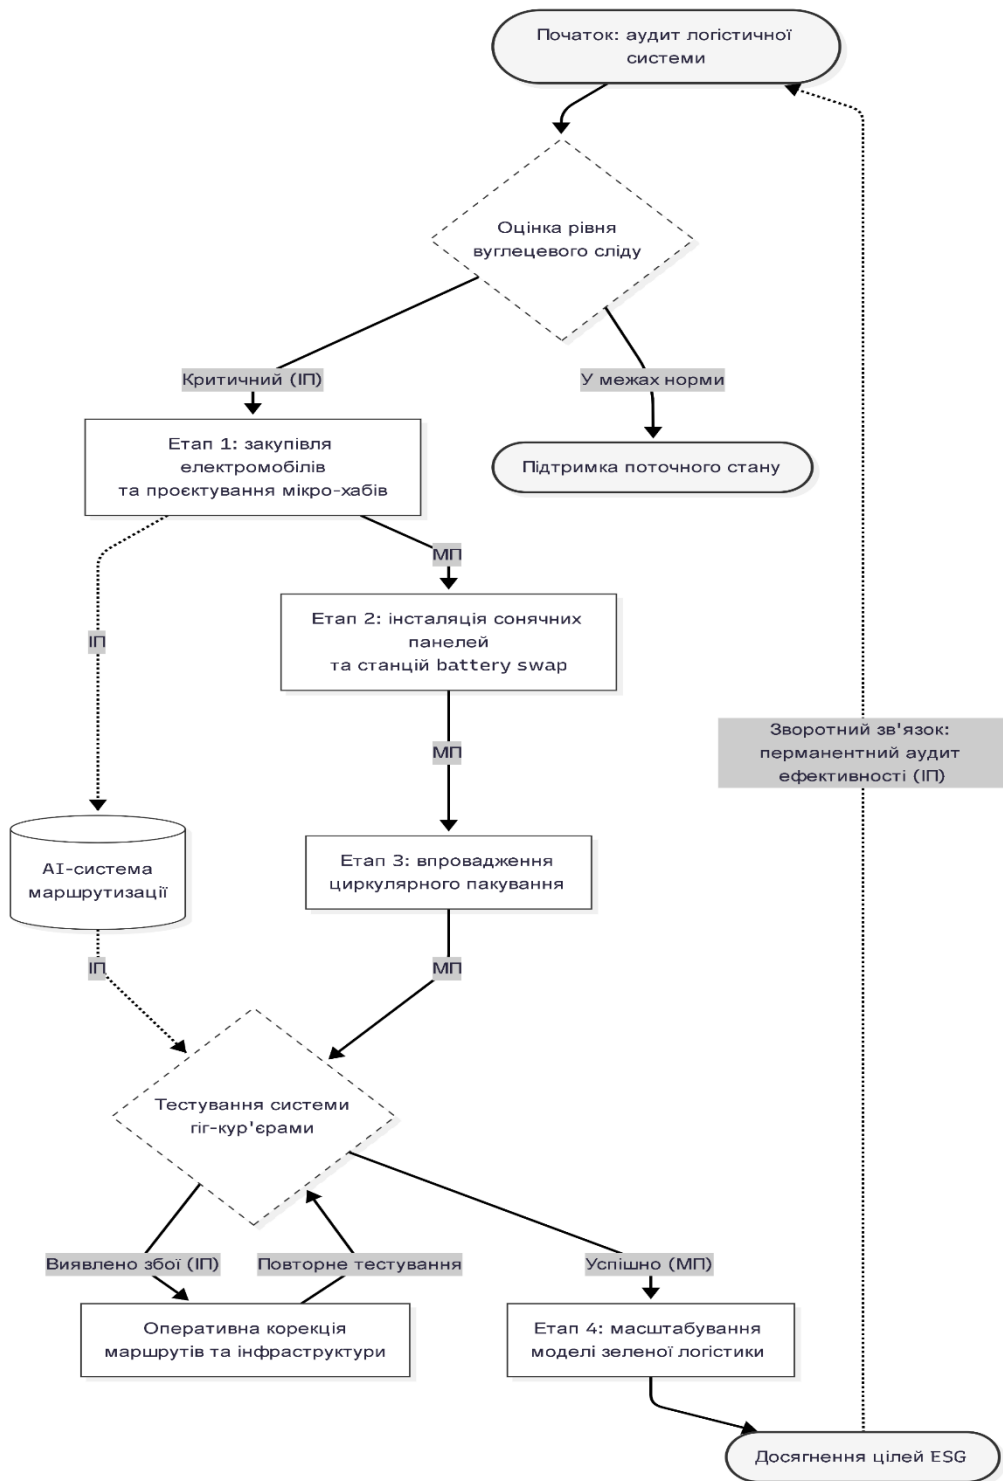 Початок: аудит логістичної
системи
Оцінка рівня
вуглецевого сліду
Критичний (ІП)
У межах норми
Етап 1: закупівля
електромобілів
та проєктування мікро-хабів
Підтримка поточного стану
МП
Етап 2: інсталяція сонячних
панелей
та станцій battery swap
ІП
МП
Зворотний зв'язок:
перманентний аудит
ефективності (ІП)
Етап 3: впровадження
циркулярного пакування
AI-система
маршрутизації
ІП
МП
Тестування системи
гіг-кур'єрами
Виявлено збої (ІП)
Повторне тестування
Успішно (МП)
Оперативна корекція
маршрутів та інфраструктури
Етап 4: масштабування
моделі зеленої логістики
Досягнення цілей ESG